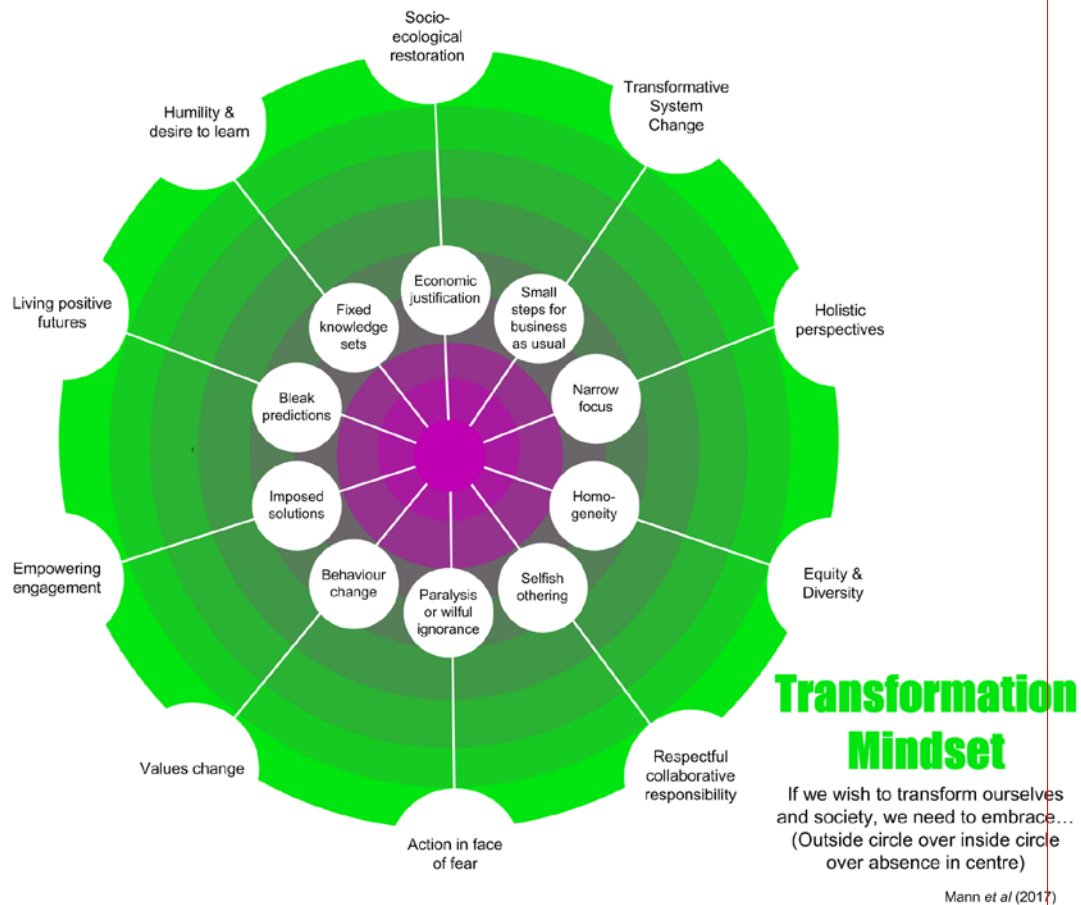 Socio-
ecological
restoration
Transformative
System
Change
Holistic
perspectives
Equity &
Diversity
Respectful
collaborative
responsibility
Action in face
of fear
Values change
Empowering
engagement
Living positive
futures
Humility &
desire to learn
Economic
justification
Small
steps for
business
as usual
Narrow
focus
Homo-
geneity
Selfish
othering
Paralysis
or wilful
ignorance
Behaviour
change
Imposed
solutions
Bleak
predictions
Fixed
knowledge
sets
Transformation
Mindset
If we wish to transform ourselves
and society, we need to embrace…
(Outside circle over inside circle
over absence in centre)
Mann et al (2017)